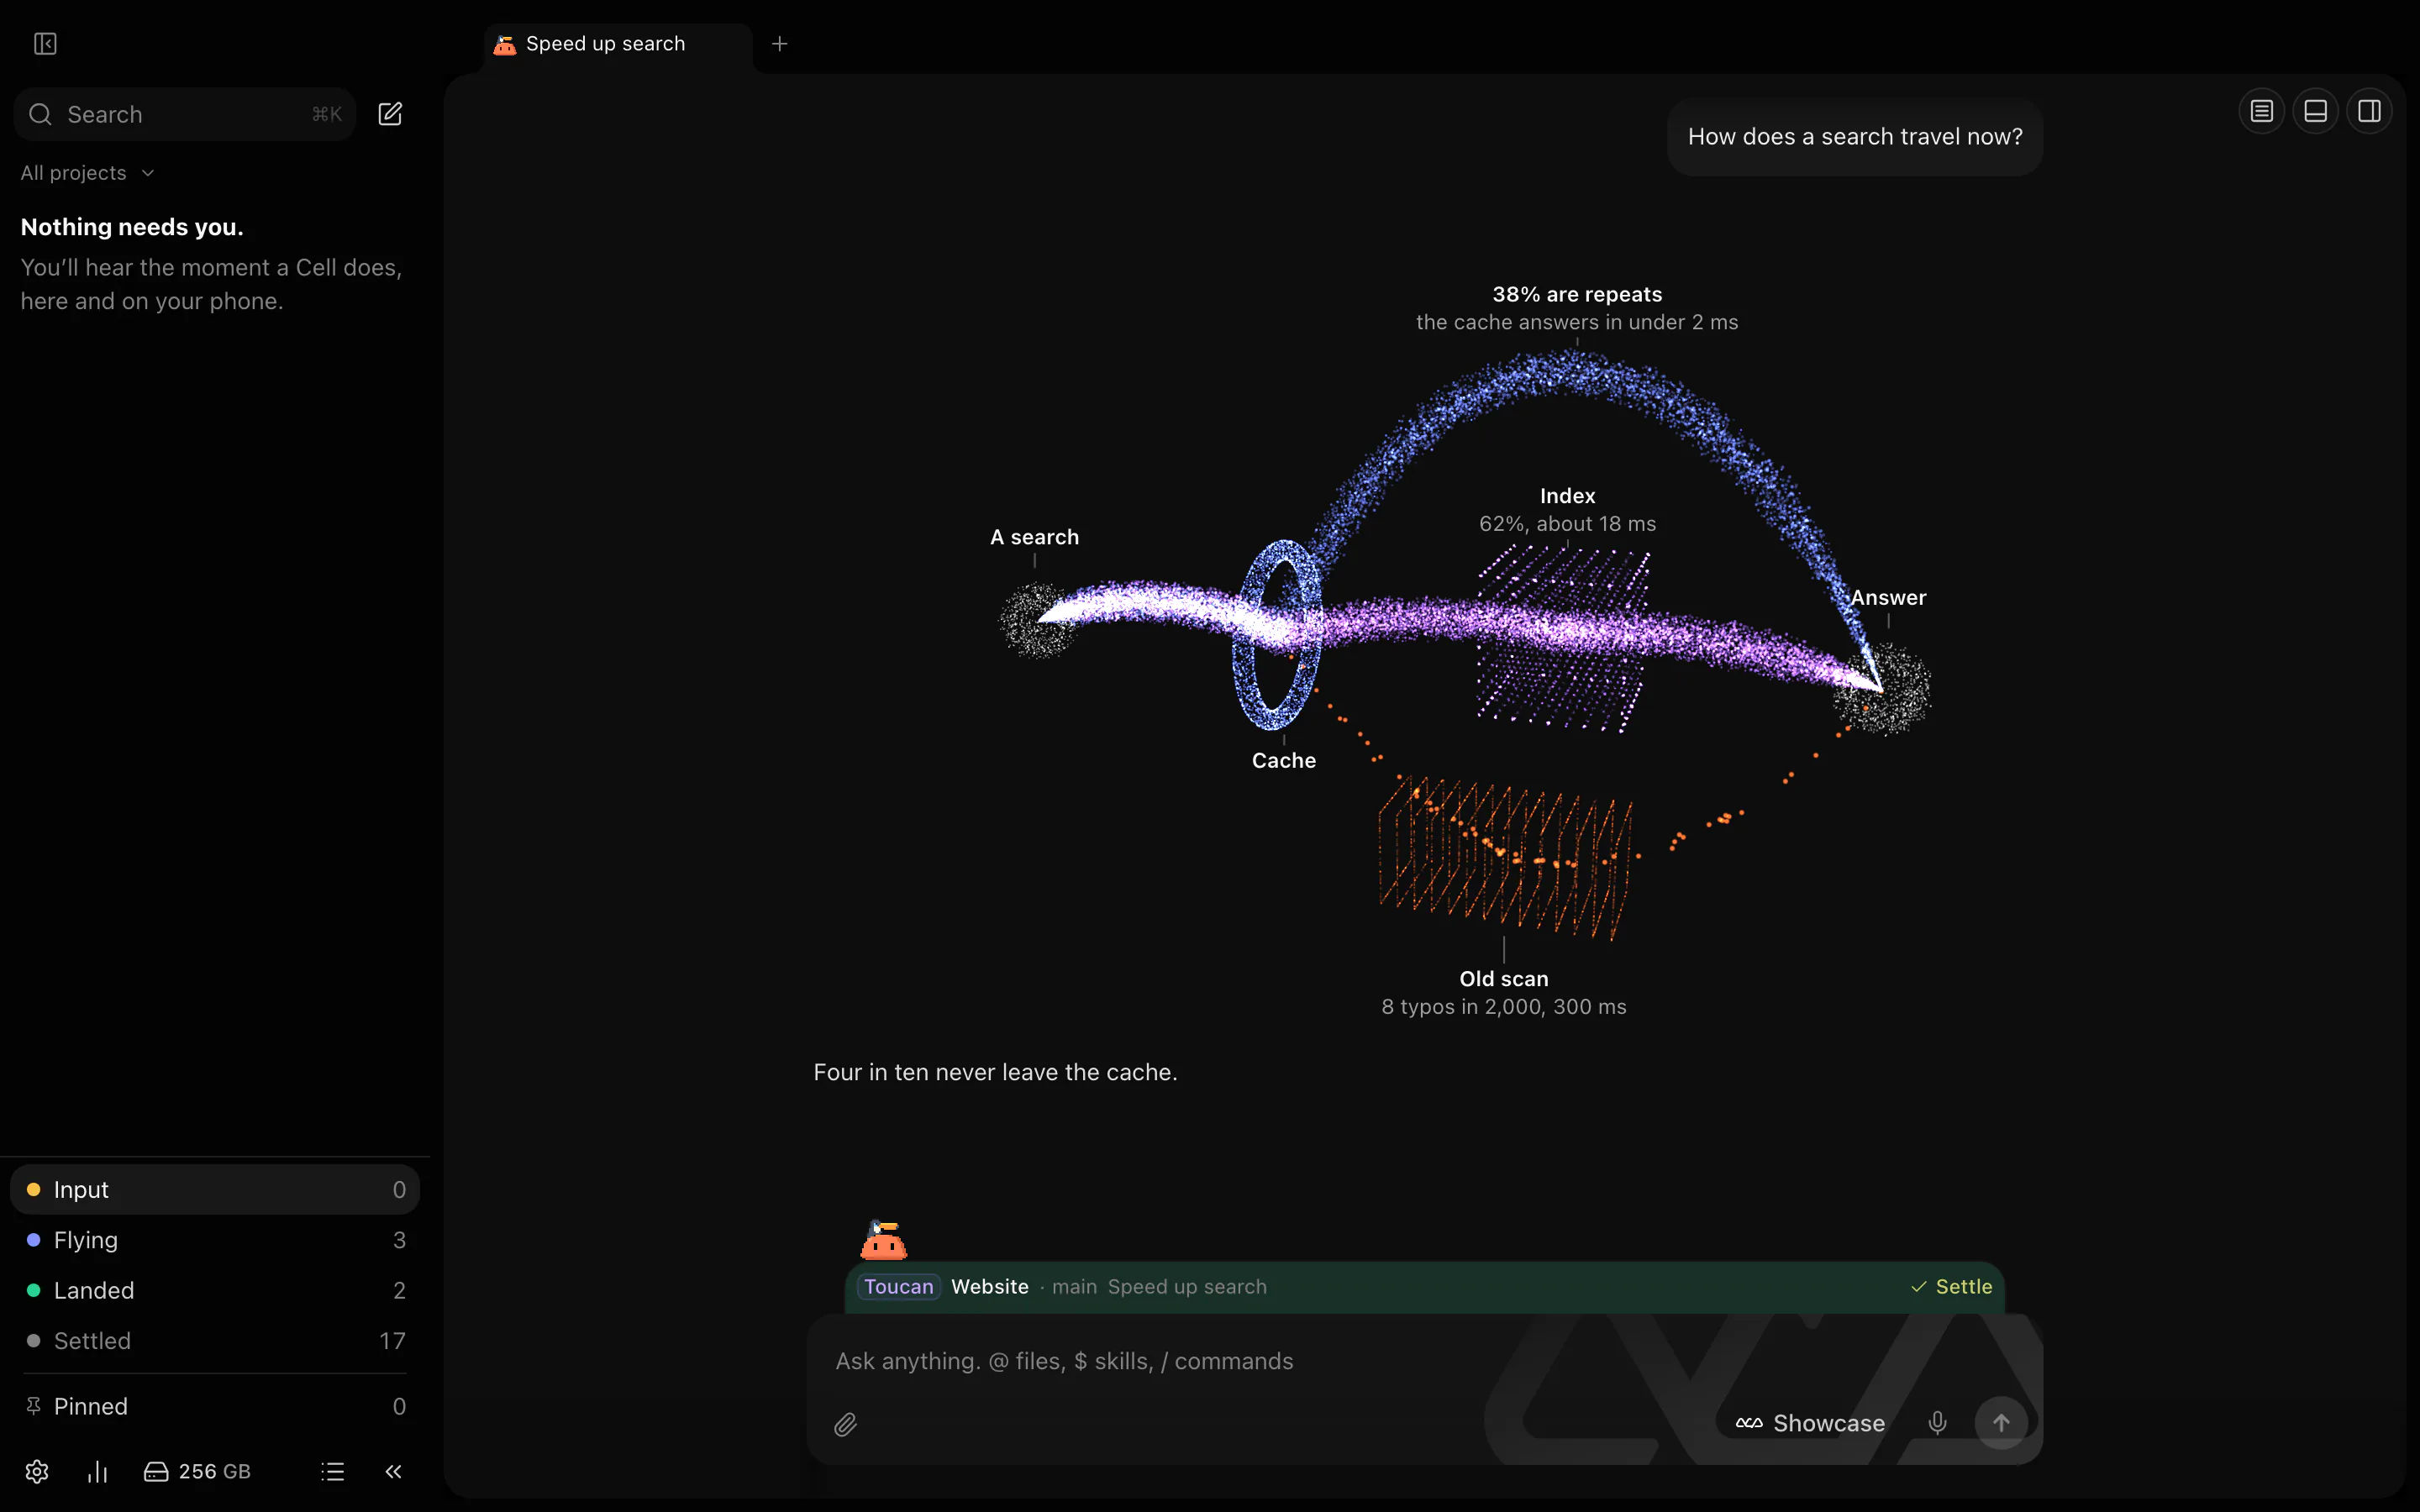 Speed up search
Search ⌘K
All projects
Nothing needs you.
You’ll hear the moment a Cell does,
here and on your phone.
How does a search travel now?
38% are repeats
the cache answers in under 2 ms
Index
62%, about 18 ms
A search
Answer
Cache
Old scan
8 typos in 2,000, 300 ms
Four in ten never leave the cache.
Input 0
Flying 3
Landed 2
Settled 17
Pinned 0
256 GB
Toucan Website · main Speed up search
Settle
Ask anything. @ files, $ skills, / commands
Showcase